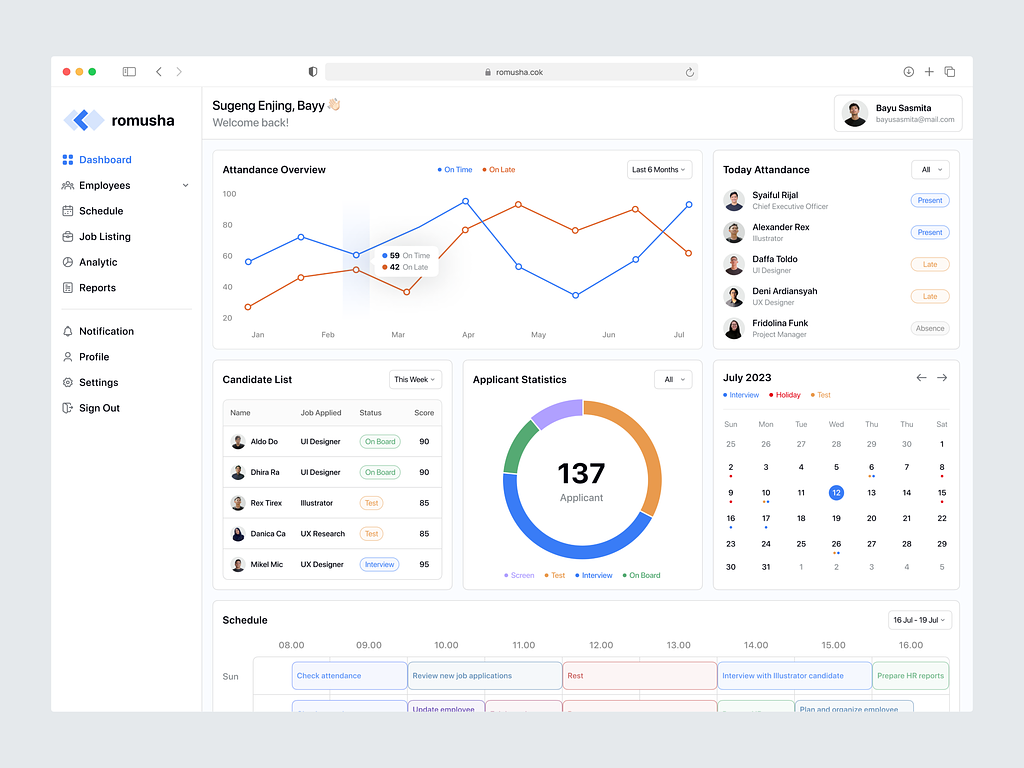 romusha.cok
romusha
Dashboard
Employees
Schedule
Job Listing
Analytic
Reports
Notification
Profile
Settings
Sign Out
Sugeng Enjing, Bayy 👋🏻
Welcome back!
Bayu Sasmita
bayusasmita@mail.com
Attandance Overview
On Time On Late
Last 6 Months
100
80
60
40
20
59 On Time
42 On Late
Jan Feb Mar Apr May Jun Jul
Today Attandance
All
Syaiful Rijal
Chief Executive Officer
Present
Alexander Rex
Illustrator
Present
Daffa Toldo
UI Designer
Late
Deni Ardiansyah
UX Designer
Late
Fridolina Funk
Project Manager
Absence
Candidate List
This Week
Name Job Applied Status Score
Aldo Do UI Designer On Board 90
Dhira Ra UI Designer On Board 90
Rex Tirex Illustrator Test 85
Danica Ca UX Research Test 85
Mikel Mic UX Designer Interview 95
Applicant Statistics
All
137
Applicant
Screen Test Interview On Board
July 2023
Interview Holiday Test
Sun Mon Tue Wed Thu Thu Sat
25 26 27 28 29 30 1
2 3 4 5 6 7 8
9 10 11 12 13 14 15
16 17 18 19 20 21 22
23 24 25 26 27 28 29
30 31 1 2 3 4 5
Schedule
16 Jul - 19 Jul
08.00 09.00 10.00 11.00 12.00 13.00 14.00 15.00 16.00
Sun
Check attendance
Review new job applications
Rest
Interview with Illustrator candidate
Prepare HR reports
Update employee
Plan and organize employee